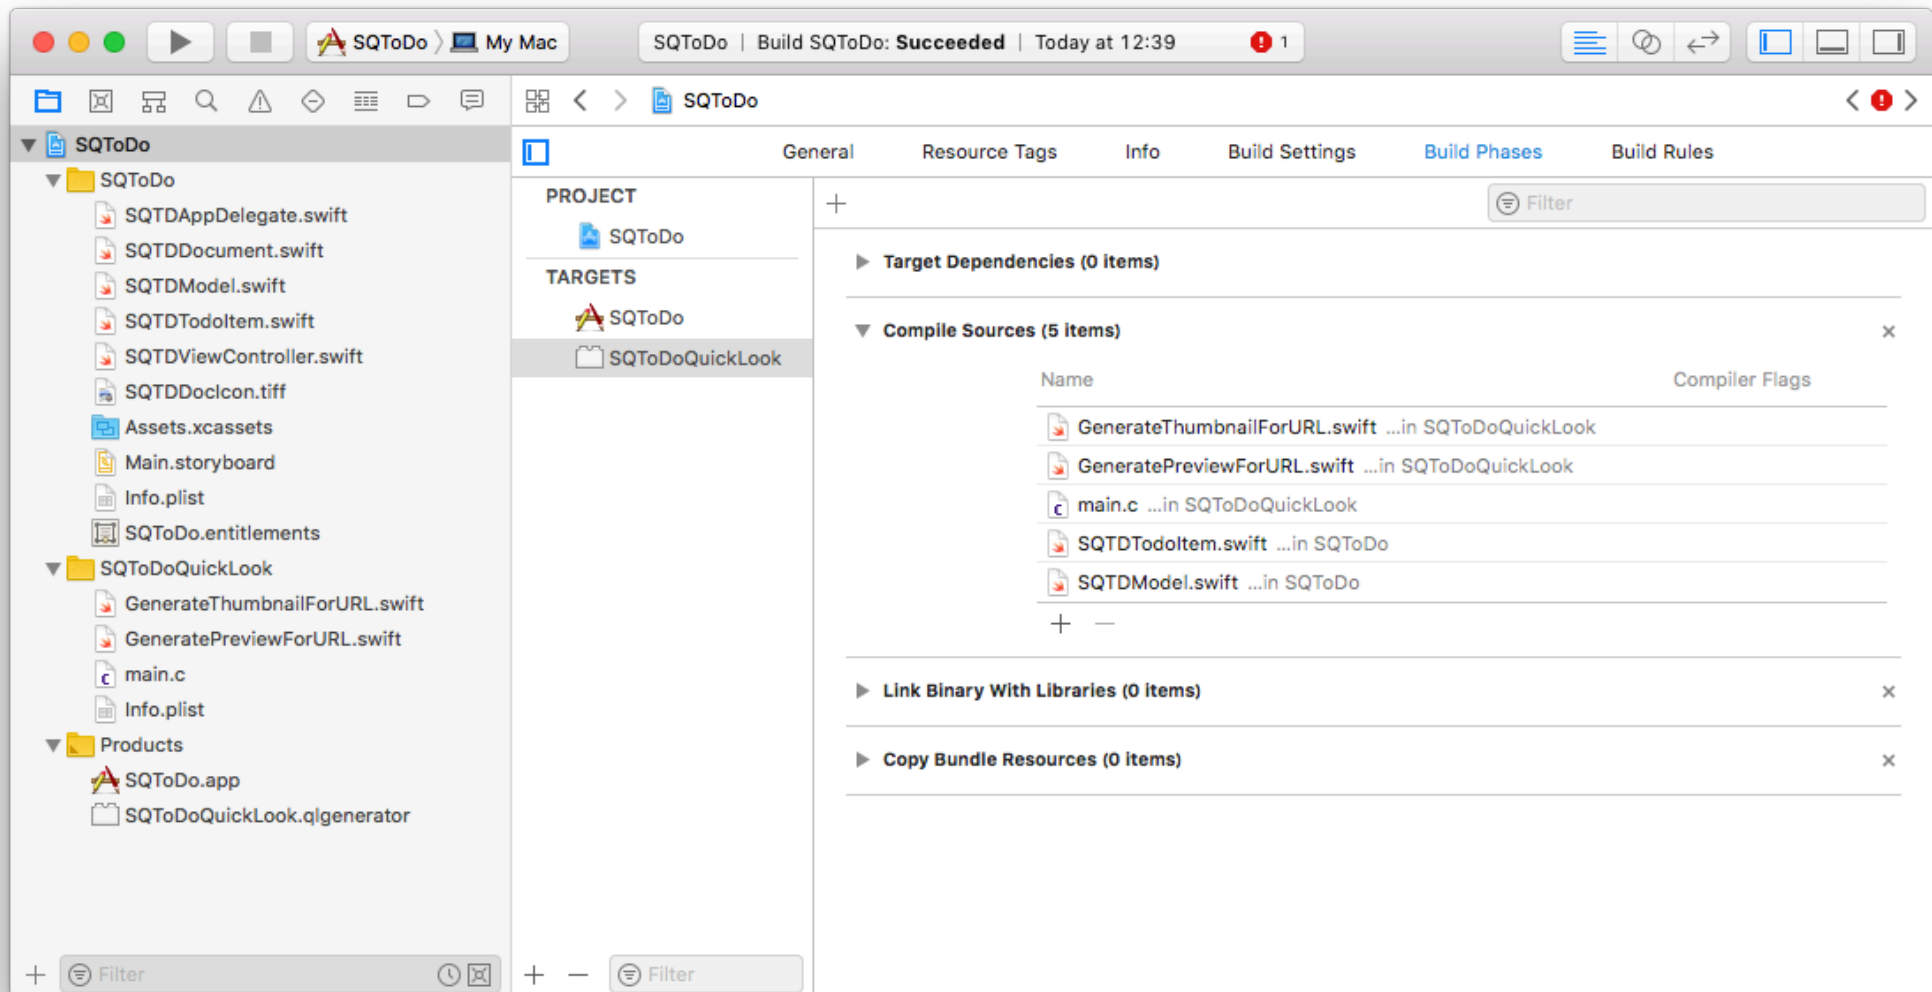 SQToDo 〉 My Mac
SQToDo | Build SQToDo: Succeeded | Today at 12:39
1
SQToDo
SQToDo
SQTDAppDelegate.swift
SQTDDocument.swift
SQTDModel.swift
SQTDTodoItem.swift
SQTDViewController.swift
SQTDDocIcon.tiff
Assets.xcassets
Main.storyboard
Info.plist
SQToDo.entitlements
SQToDoQuickLook
GenerateThumbnailForURL.swift
GeneratePreviewForURL.swift
main.c
Info.plist
Products
SQToDo.app
SQToDoQuickLook.qlgenerator
Filter
SQToDo
General Resource Tags Info Build Settings Build Phases Build Rules
PROJECT
SQToDo
TARGETS
SQToDo
SQToDoQuickLook
Filter
Filter
Target Dependencies (0 items)
Compile Sources (5 items)
Name Compiler Flags
GenerateThumbnailForURL.swift ...in SQToDoQuickLook
GeneratePreviewForURL.swift ...in SQToDoQuickLook
main.c ...in SQToDoQuickLook
SQTDTodoItem.swift ...in SQToDo
SQTDModel.swift ...in SQToDo
Link Binary With Libraries (0 items)
Copy Bundle Resources (0 items)